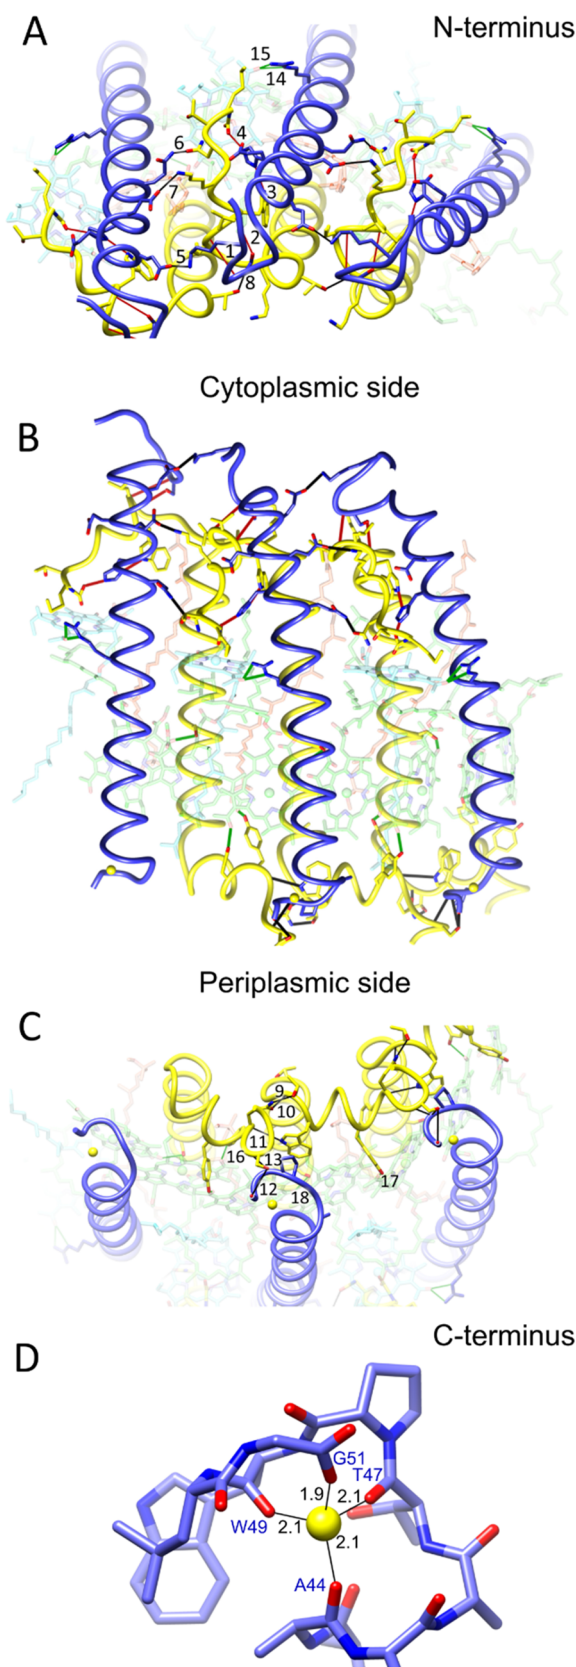 A
N-terminus
15
14
6
4
7
3
5
1
2
8
Cytoplasmic side
B
Periplasmic side
C
9
10
11
16
13
12
18
17
C-terminus
D
G51
T47
1.9
2.1
W49
2.1
2.1
A44